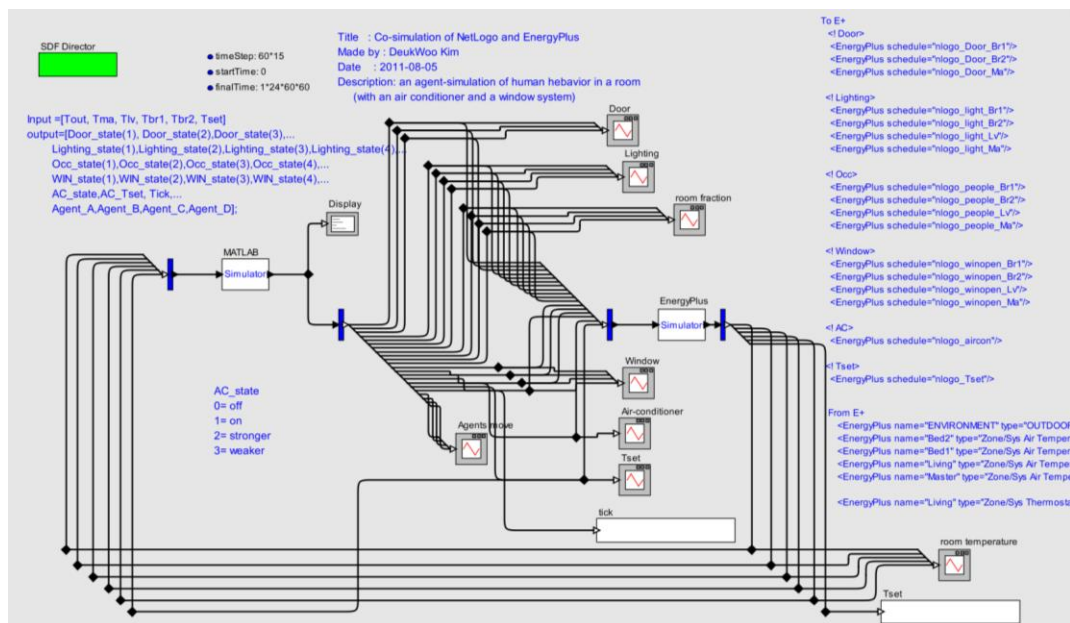 SDF Director
timeStep: 60*15
startTime: 0
finalTime: 1*24*60*60
Title : Co-simulation of NetLogo and EnergyPlus
Made by : DeukWoo Kim
Date : 2011-08-05
Description: an agent-simulation of human hebavior in a room
(with an air conditioner and a window system)
Input =[Tout, Tma, Tlv, Tbr1, Tbr2, Tset]
output=[Door_state(1), Door_state(2),Door_state(3),...
Lighting_state(1),Lighting_state(2),Lighting_state(3),Lighting_state(4),...
Occ_state(1),Occ_state(2),Occ_state(3),Occ_state(4),...
WIN_state(1),WIN_state(2),WIN_state(3),WIN_state(4),...
AC_state,AC_Tset, Tick,...
Agent_A,Agent_B,Agent_C,Agent_D];
Display
MATLAB
Simulator
AC_state
0= off
1= on
2= stronger
3= weaker
Door
Lighting
room fraction
EnergyPlus
Simulator
Window
Agents move
Air-conditioner
Tset
tick
room temperature
Tset
To E+
<! Door>
<EnergyPlus schedule="nlogo_Door_Br1"/>
<EnergyPlus schedule="nlogo_Door_Br2"/>
<EnergyPlus schedule="nlogo_Door_Ma"/>
<! Lighting>
<EnergyPlus schedule="nlogo_light_Br1"/>
<EnergyPlus schedule="nlogo_light_Br2"/>
<EnergyPlus schedule="nlogo_light_Lv"/>
<EnergyPlus schedule="nlogo_light_Ma"/>
<! Occ>
<EnergyPlus schedule="nlogo_people_Br1"/>
<EnergyPlus schedule="nlogo_people_Br2"/>
<EnergyPlus schedule="nlogo_people_Lv"/>
<EnergyPlus schedule="nlogo_people_Ma"/>
<! Window>
<EnergyPlus schedule="nlogo_winopen_Br1"/>
<EnergyPlus schedule="nlogo_winopen_Br2"/>
<EnergyPlus schedule="nlogo_winopen_Lv"/>
<EnergyPlus schedule="nlogo_winopen_Ma"/>
<! AC>
<EnergyPlus schedule="nlogo_aircon"/>
<! Tset>
<EnergyPlus schedule="nlogo_Tset"/>
From E+
<EnergyPlus name="ENVIRONMENT" type="OUTDOOR
<EnergyPlus name="Bed2" type="Zone/Sys Air Temper
<EnergyPlus name="Bed1" type="Zone/Sys Air Temper
<EnergyPlus name="Living" type="Zone/Sys Air Tempe
<EnergyPlus name="Master" type="Zone/Sys Air Tempe
<EnergyPlus name="Living" type="Zone/Sys Thermosta